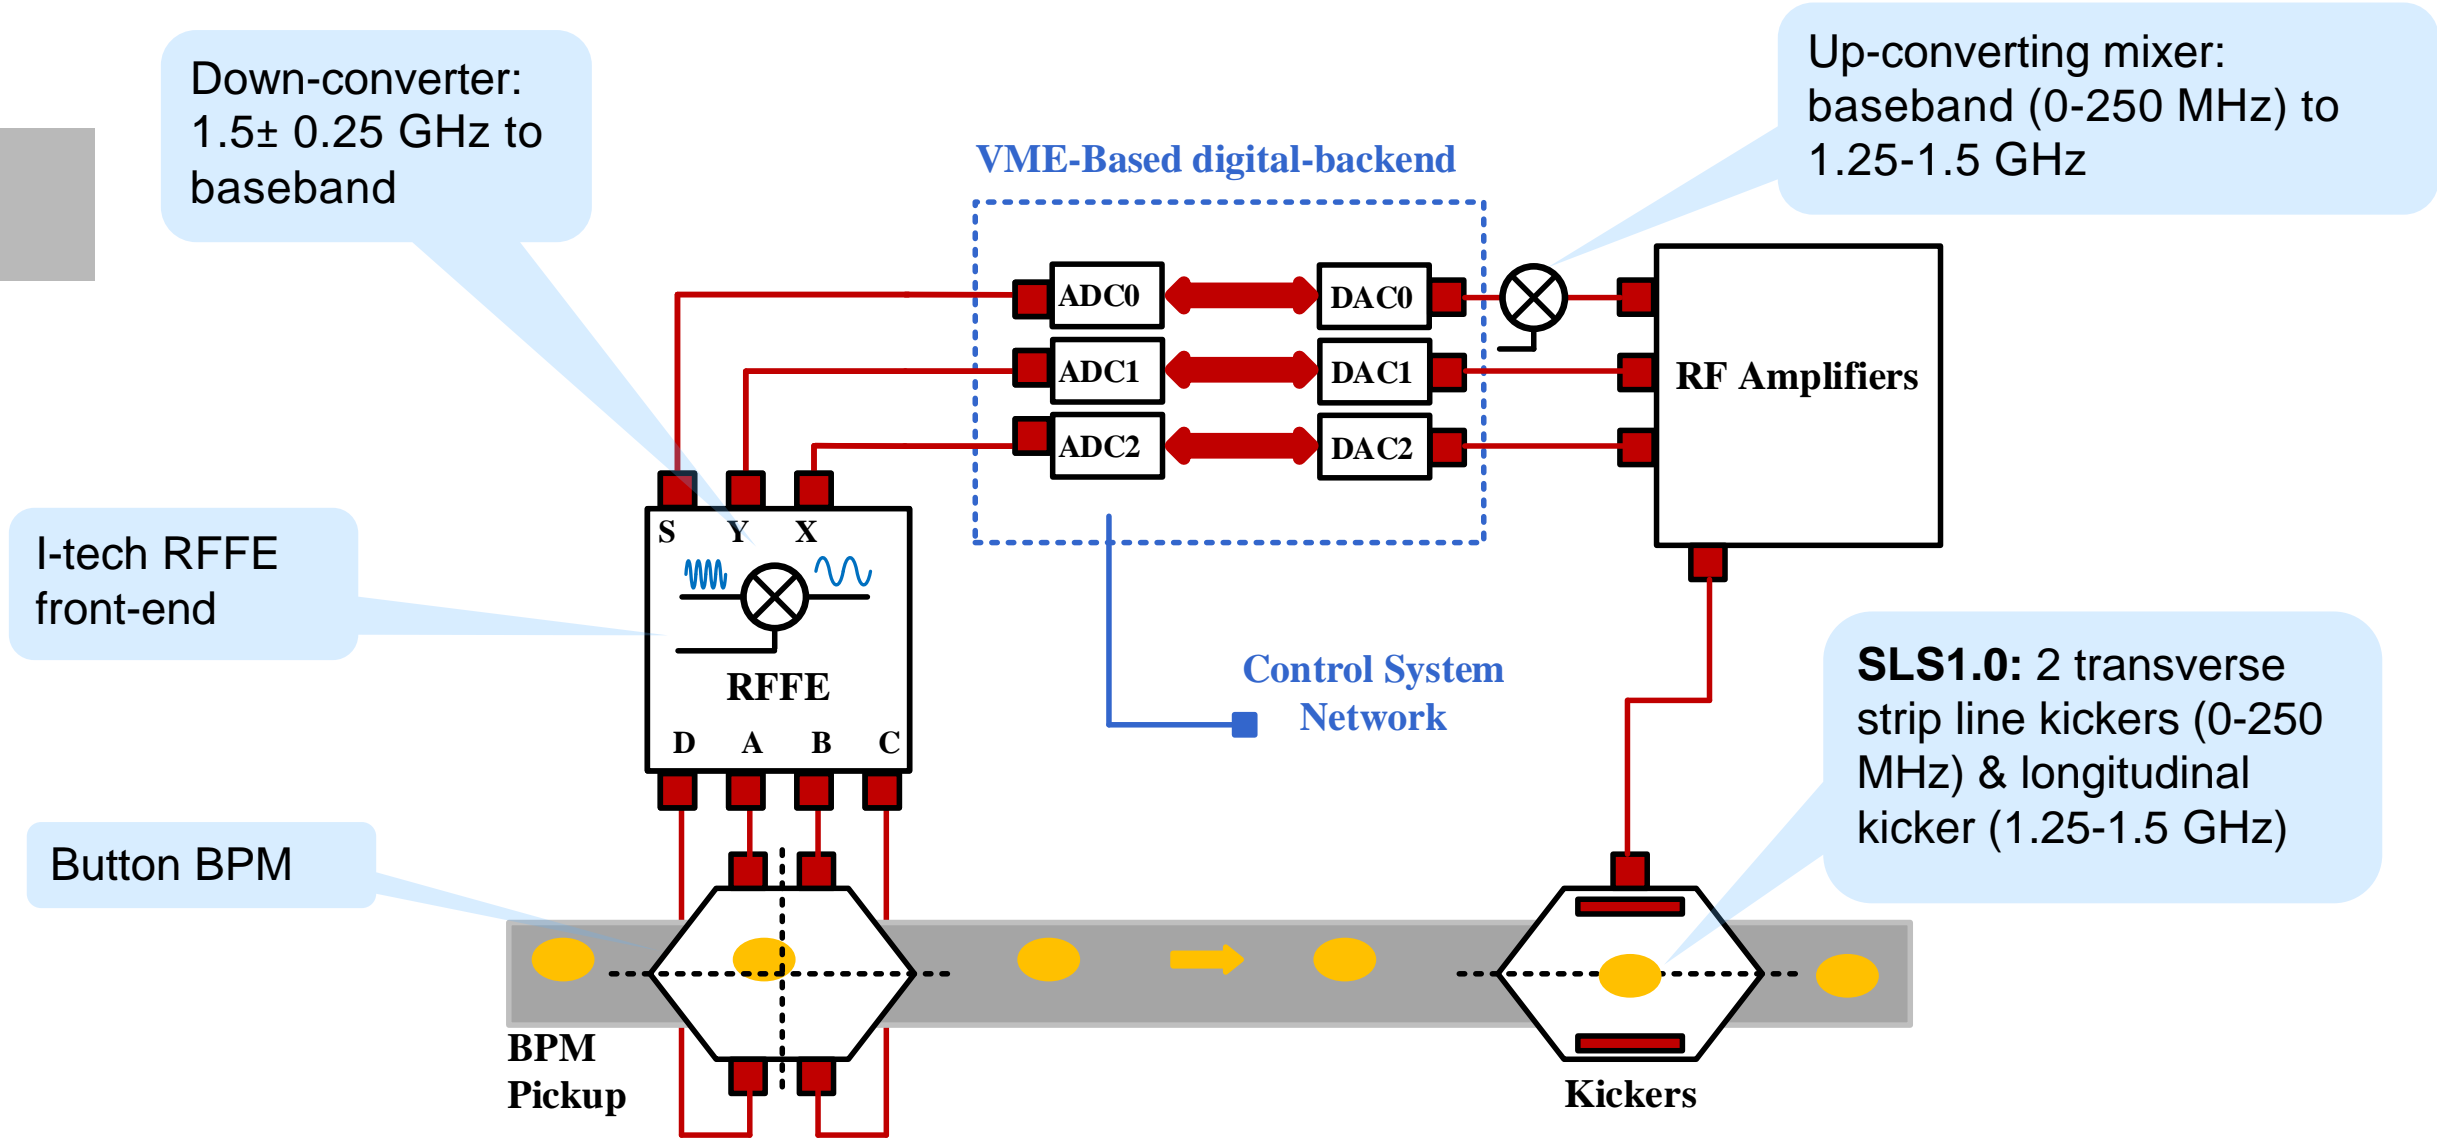 Down-converter:
1.5± 0.25 GHz to
baseband
Up-converting mixer:
baseband (0-250 MHz) to
1.25-1.5 GHz
VME-Based digital-backend
ADC0
DAC0
ADC1
DAC1
ADC2
DAC2
RF Amplifiers
I-tech RFFE
front-end
S Y X
RFFE
D A B C
Control System
Network
SLS1.0: 2 transverse
strip line kickers (0-250
MHz) & longitudinal
kicker (1.25-1.5 GHz)
Button BPM
BPM
Pickup
Kickers